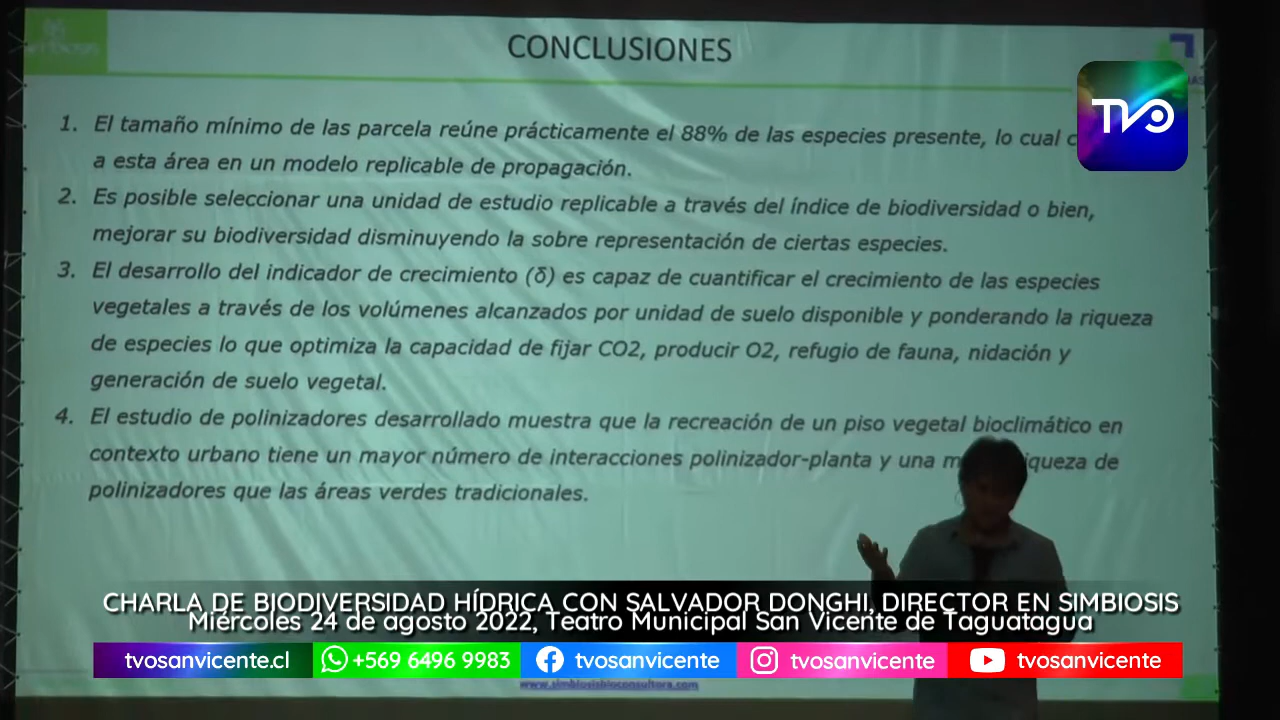 simbiosis
CONCLUSIONES
TVO
1. El tamaño mínimo de las parcela reúne prácticamente el 88% de las especies presente, lo cual
a esta área en un modelo replicable de propagación.
2. Es posible seleccionar una unidad de estudio replicable a través del índice de biodiversidad o bien,
mejorar su biodiversidad disminuyendo la sobre representación de ciertas especies.
3. El desarrollo del indicador de crecimiento (δ) es capaz de cuantificar el crecimiento de las especies
vegetales a través de los volúmenes alcanzados por unidad de suelo disponible y ponderando la riqueza
de especies lo que optimiza la capacidad de fijar CO2, producir O2, refugio de fauna, nidación y
generación de suelo vegetal.
4. El estudio de polinizadores desarrollado muestra que la recreación de un piso vegetal bioclimático en
contexto urbano tiene un mayor número de interacciones polinizador-planta y una riqueza de
polinizadores que las áreas verdes tradicionales.
CHARLA DE BIODIVERSIDAD HÍDRICA CON SALVADOR DONGHI, DIRECTOR EN SIMBIOSIS
Miércoles 24 de agosto 2022, Teatro Municipal San Vicente de Taguatagua
tvosanvicente.cl +569 6496 9983 tvosanvicente tvosanvicente tvosanvicente
www.simbiosisbioconsultora.com